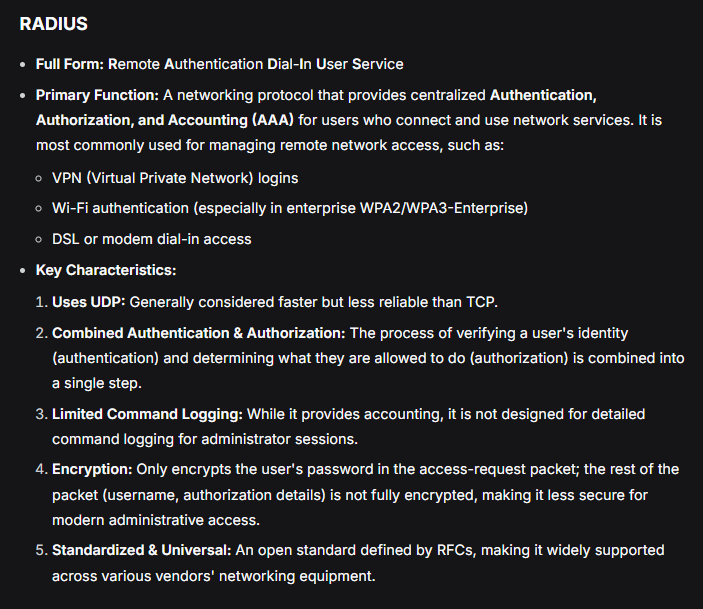 RADIUS
• Full Form: Remote Authentication Dial-In User Service
• Primary Function: A networking protocol that provides centralized Authentication,
Authorization, and Accounting (AAA) for users who connect and use network services. It is
most commonly used for managing remote network access, such as:
○ VPN (Virtual Private Network) logins
○ Wi-Fi authentication (especially in enterprise WPA2/WPA3-Enterprise)
○ DSL or modem dial-in access
• Key Characteristics:
1. Uses UDP: Generally considered faster but less reliable than TCP.
2. Combined Authentication & Authorization: The process of verifying a user's identity
(authentication) and determining what they are allowed to do (authorization) is combined into
a single step.
3. Limited Command Logging: While it provides accounting, it is not designed for detailed
command logging for administrator sessions.
4. Encryption: Only encrypts the user's password in the access-request packet; the rest of the
packet (username, authorization details) is not fully encrypted, making it less secure for
modern administrative access.
5. Standardized & Universal: An open standard defined by RFCs, making it widely supported
across various vendors' networking equipment.